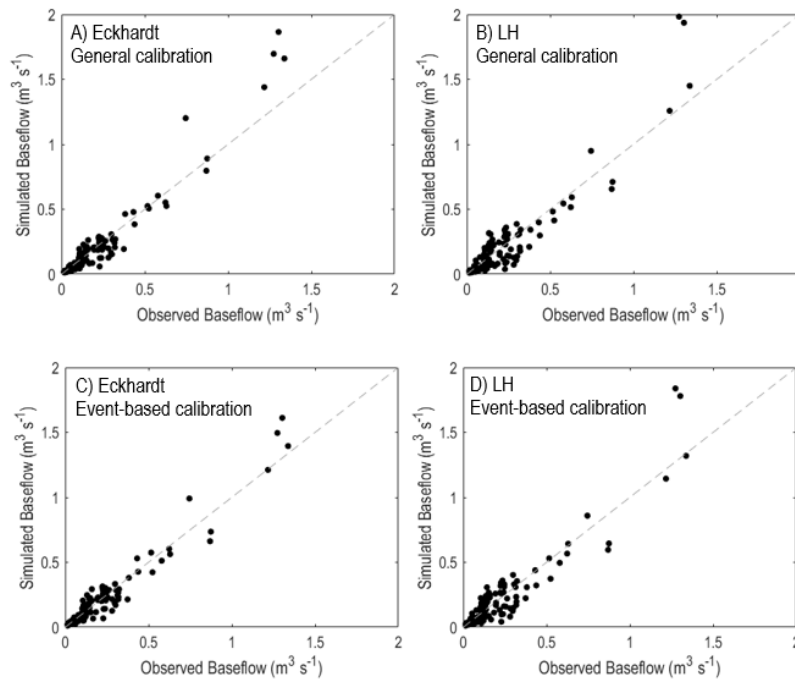 A) Eckhardt
General calibration
Simulated Baseflow (m³ s⁻¹)
2
1.5
1
0.5
0
0
0.5
1
1.5
2
Observed Baseflow (m³ s⁻¹)
B) LH
General calibration
Simulated Baseflow (m³ s⁻¹)
2
1.5
1
0.5
0
0
0.5
1
1.5
2
Observed Baseflow (m³ s⁻¹)
C) Eckhardt
Event-based calibration
Simulated Baseflow (m³ s⁻¹)
2
1.5
1
0.5
0
0
0.5
1
1.5
2
Observed Baseflow (m³ s⁻¹)
D) LH
Event-based calibration
Simulated Baseflow (m³ s⁻¹)
2
1.5
1
0.5
0
0
0.5
1
1.5
2
Observed Baseflow (m³ s⁻¹)